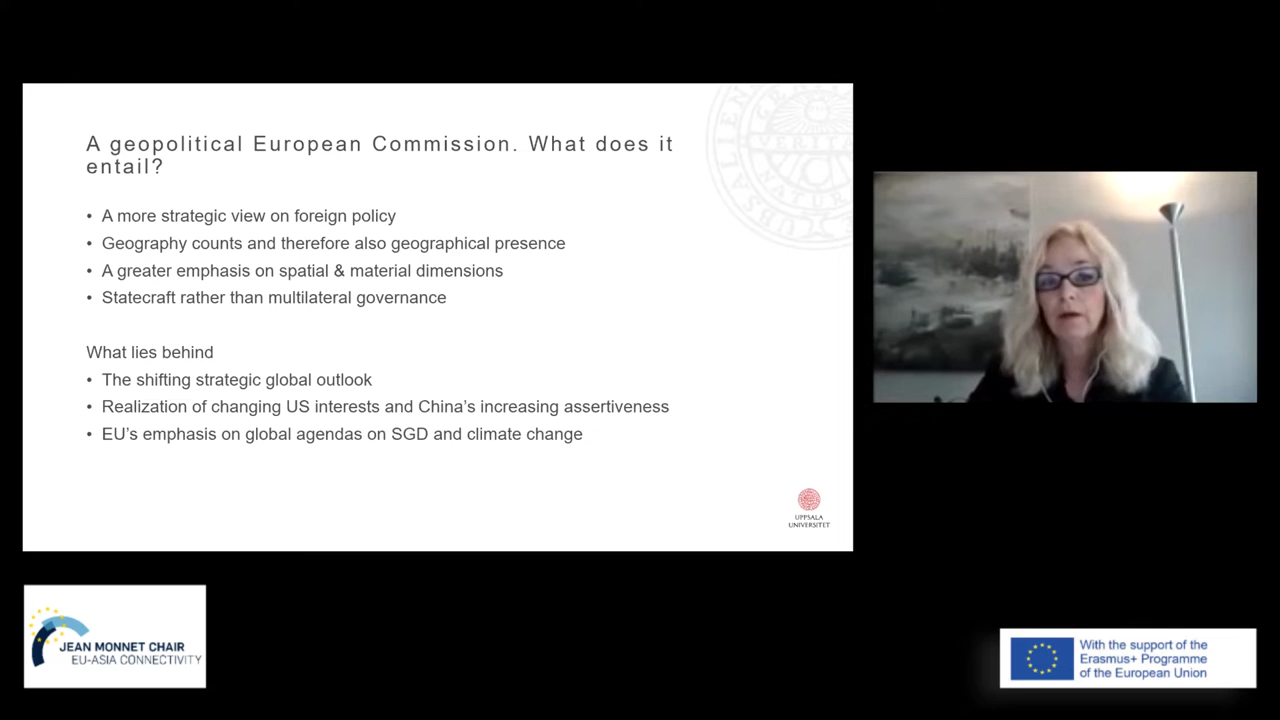 A geopolitical European Commission. What does it
entail?
• A more strategic view on foreign policy
• Geography counts and therefore also geographical presence
• A greater emphasis on spatial & material dimensions
• Statecraft rather than multilateral governance
What lies behind
• The shifting strategic global outlook
• Realization of changing US interests and China's increasing assertiveness
• EU's emphasis on global agendas on SGD and climate change
UPPSALA
UNIVERSITET
JEAN MONNET CHAIR
EU-ASIA CONNECTIVITY
With the support of the
Erasmus+ Programme
of the European Union